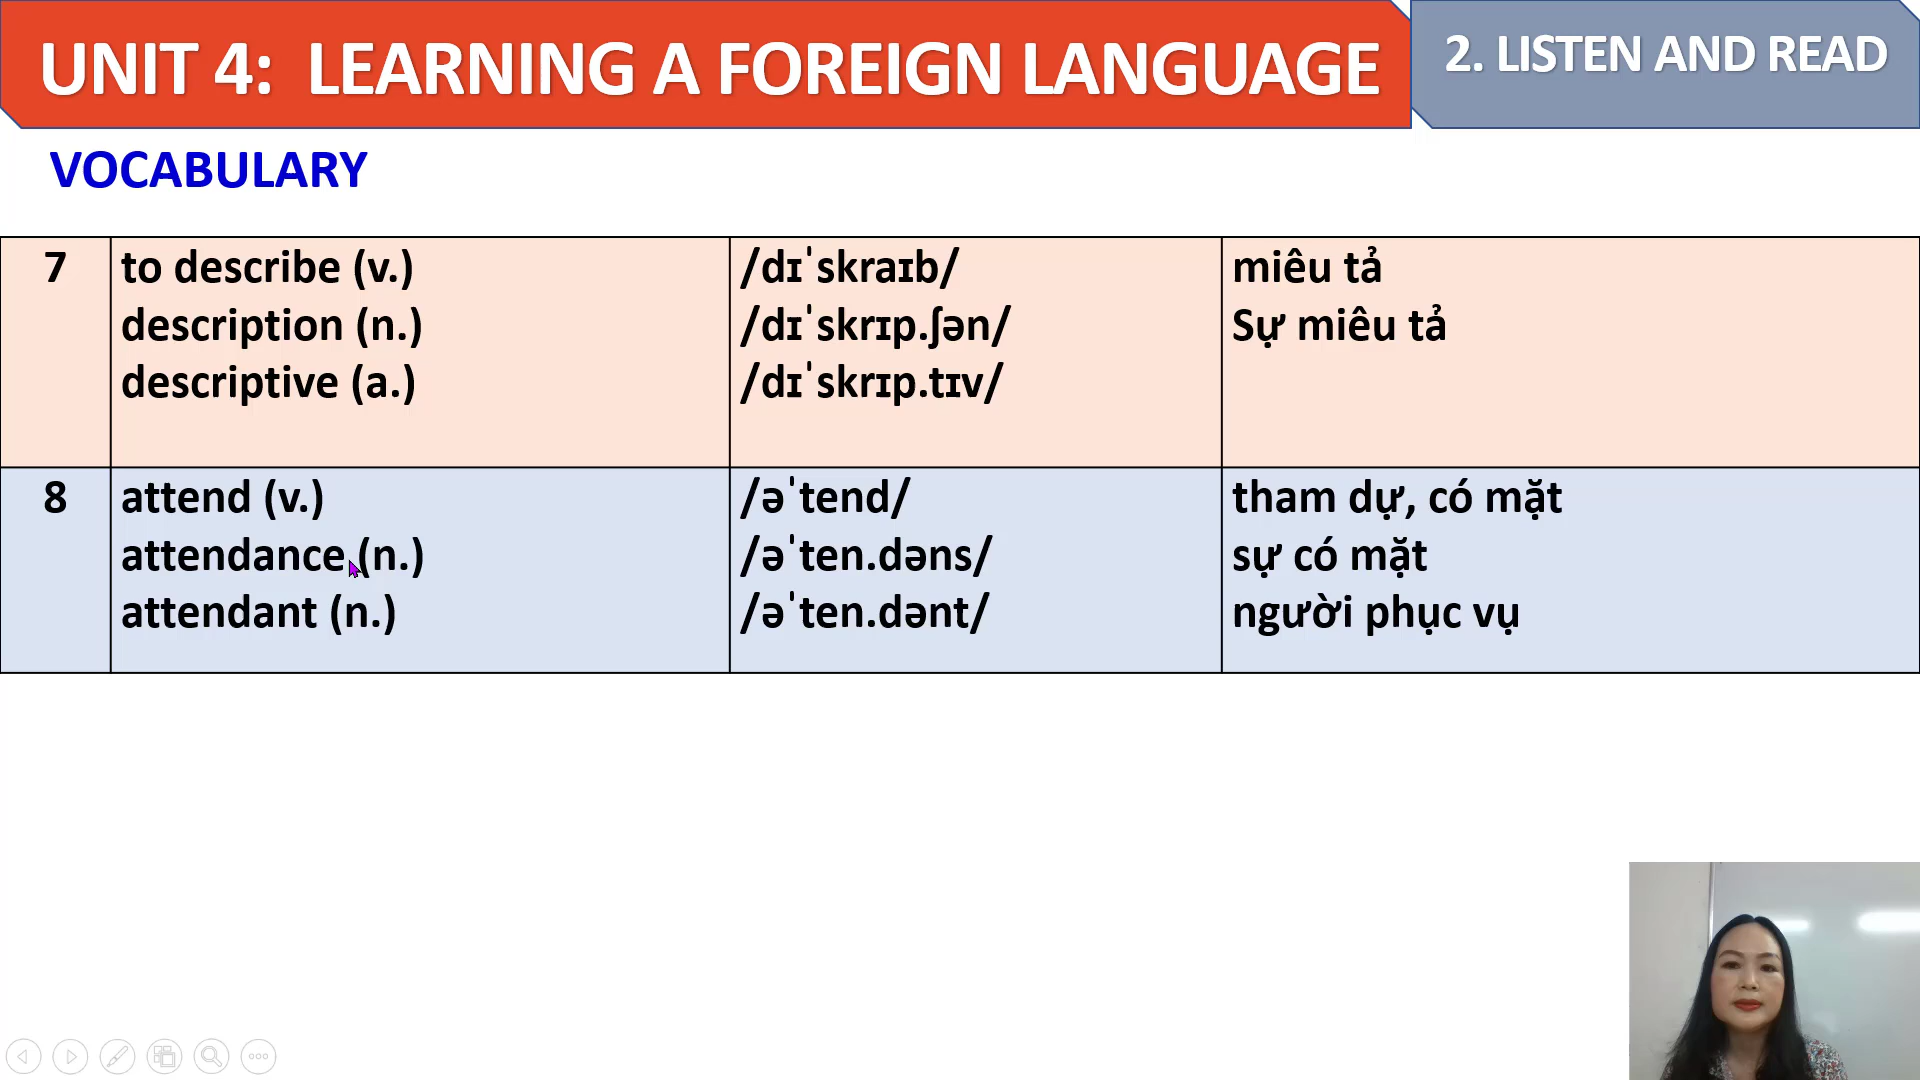 UNIT 4: LEARNING A FOREIGN LANGUAGE
2. LISTEN AND READ
VOCABULARY
7
to describe (v.)
description (n.)
descriptive (a.)
/dɪˈskraɪb/
/dɪˈskrɪp.ʃən/
/dɪˈskrɪp.tɪv/
miêu tả
Sự miêu tả
8
attend (v.)
attendance (n.)
attendant (n.)
/əˈtend/
/əˈten.dəns/
/əˈten.dənt/
tham dự, có mặt
sự có mặt
người phục vụ